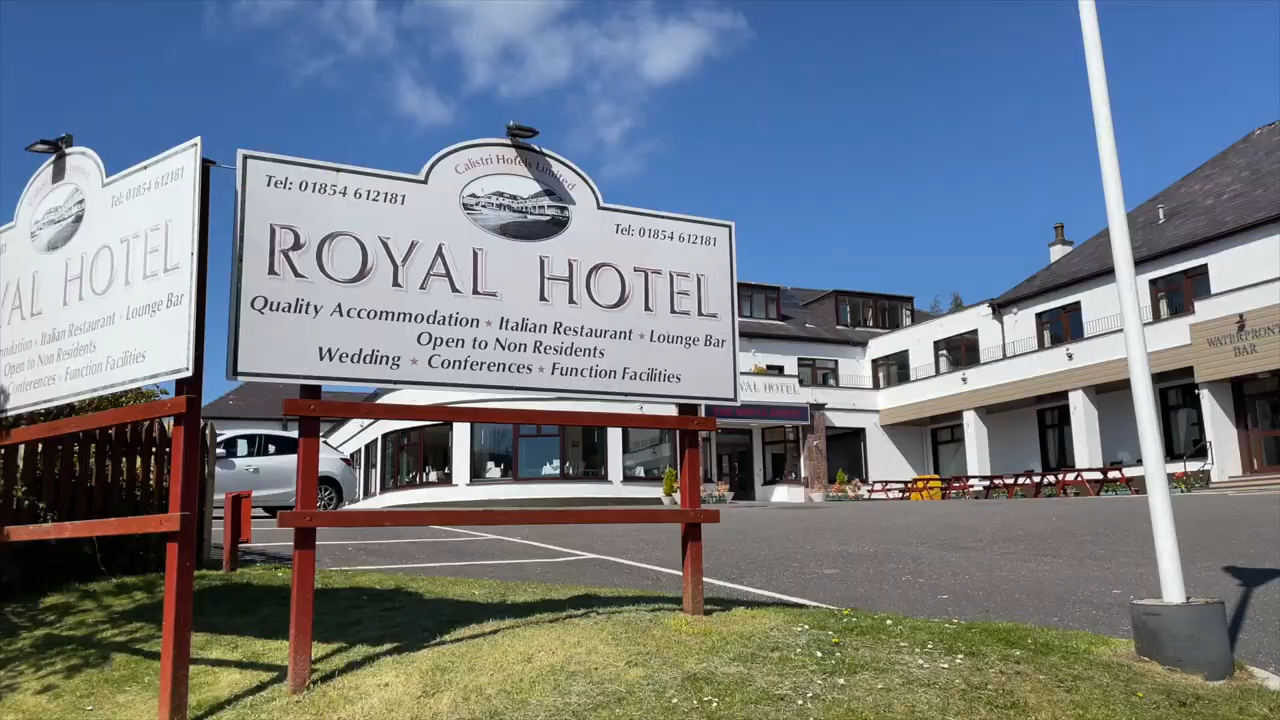 Calistri Hotels Limited
Tel: 01854 612181
Tel: 01854 612181
ROYAL HOTEL
Quality Accommodation ★ Italian Restaurant ★ Lounge Bar
Open to Non Residents
Wedding ★ Conferences ★ Function Facilities
Limited
Tel: 01854 612181
YAL HOTEL
odation ★ Italian Restaurant ★ Lounge Bar
Open to Non Residents
Conferences ★ Function Facilities
YAL HOTEL
WATERFRONT
BAR